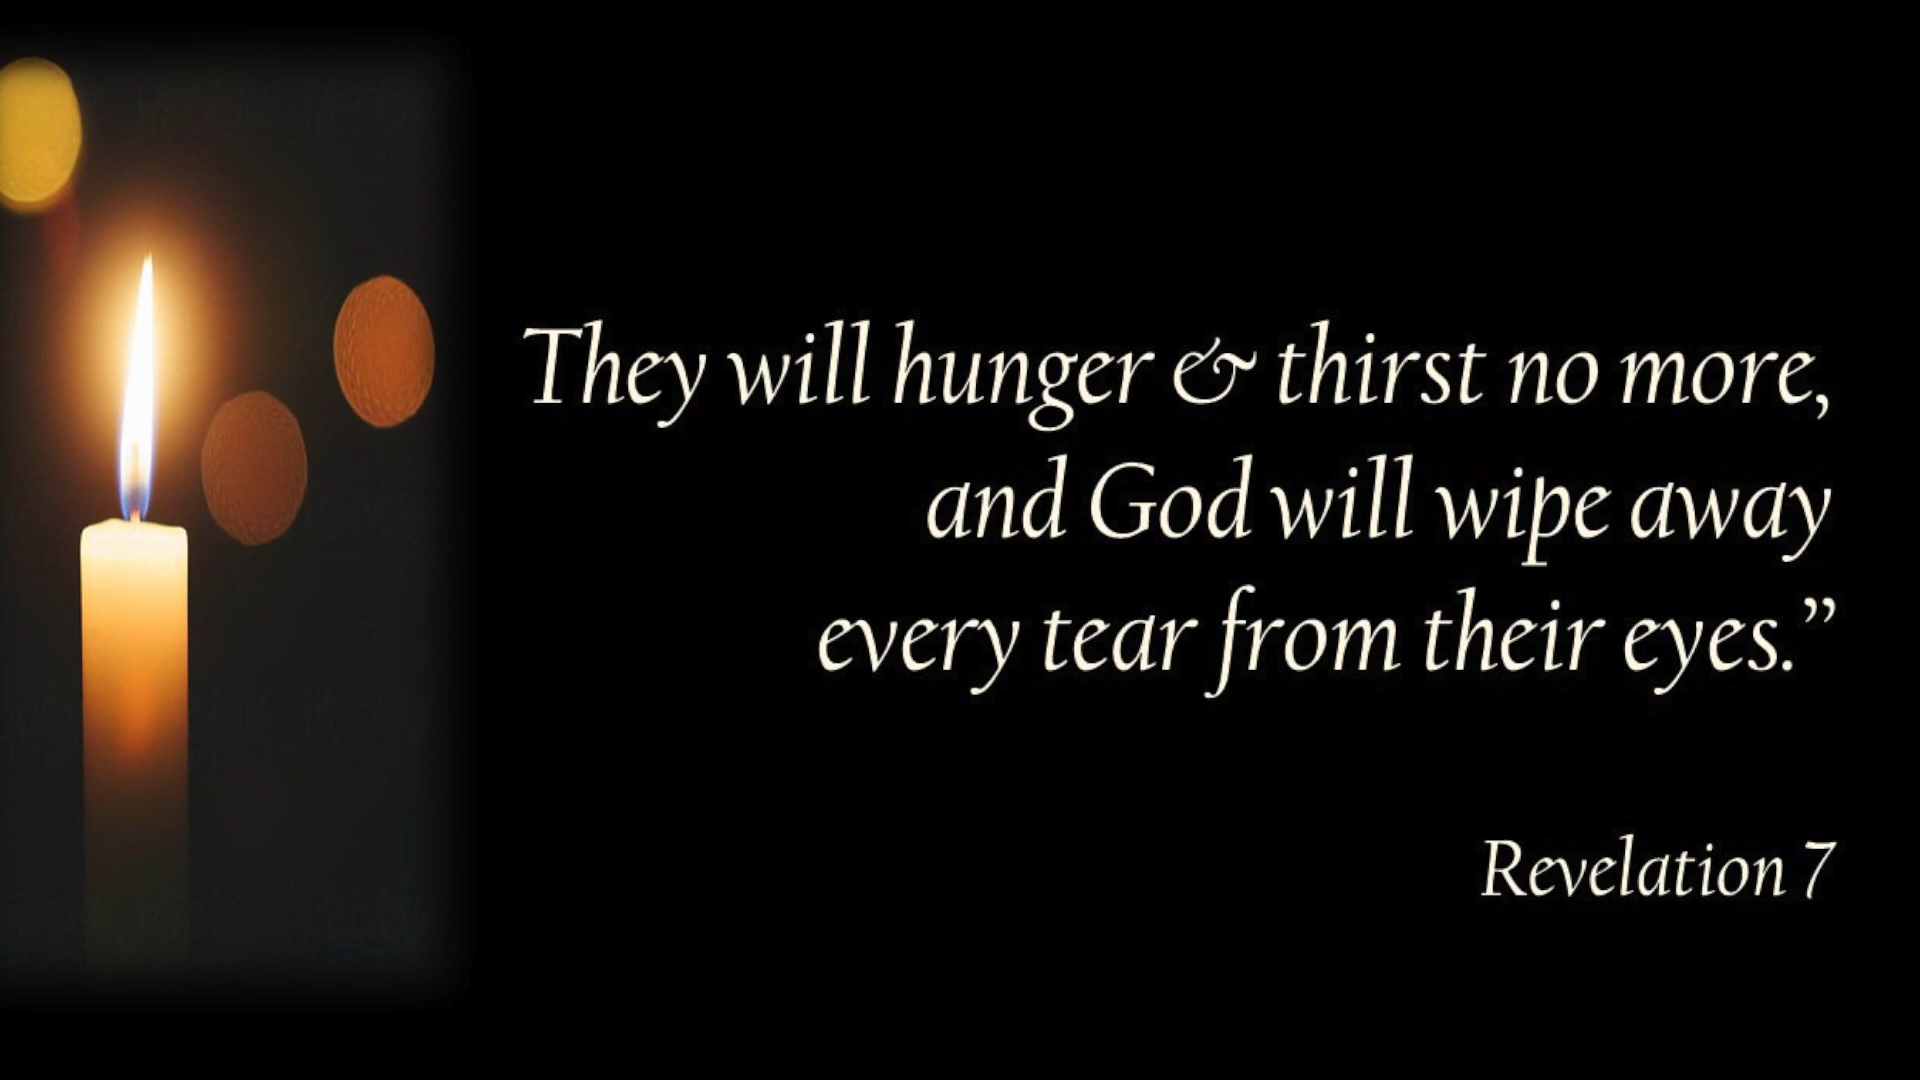 They will hunger & thirst no more,
and God will wipe away
every tear from their eyes.”
Revelation 7